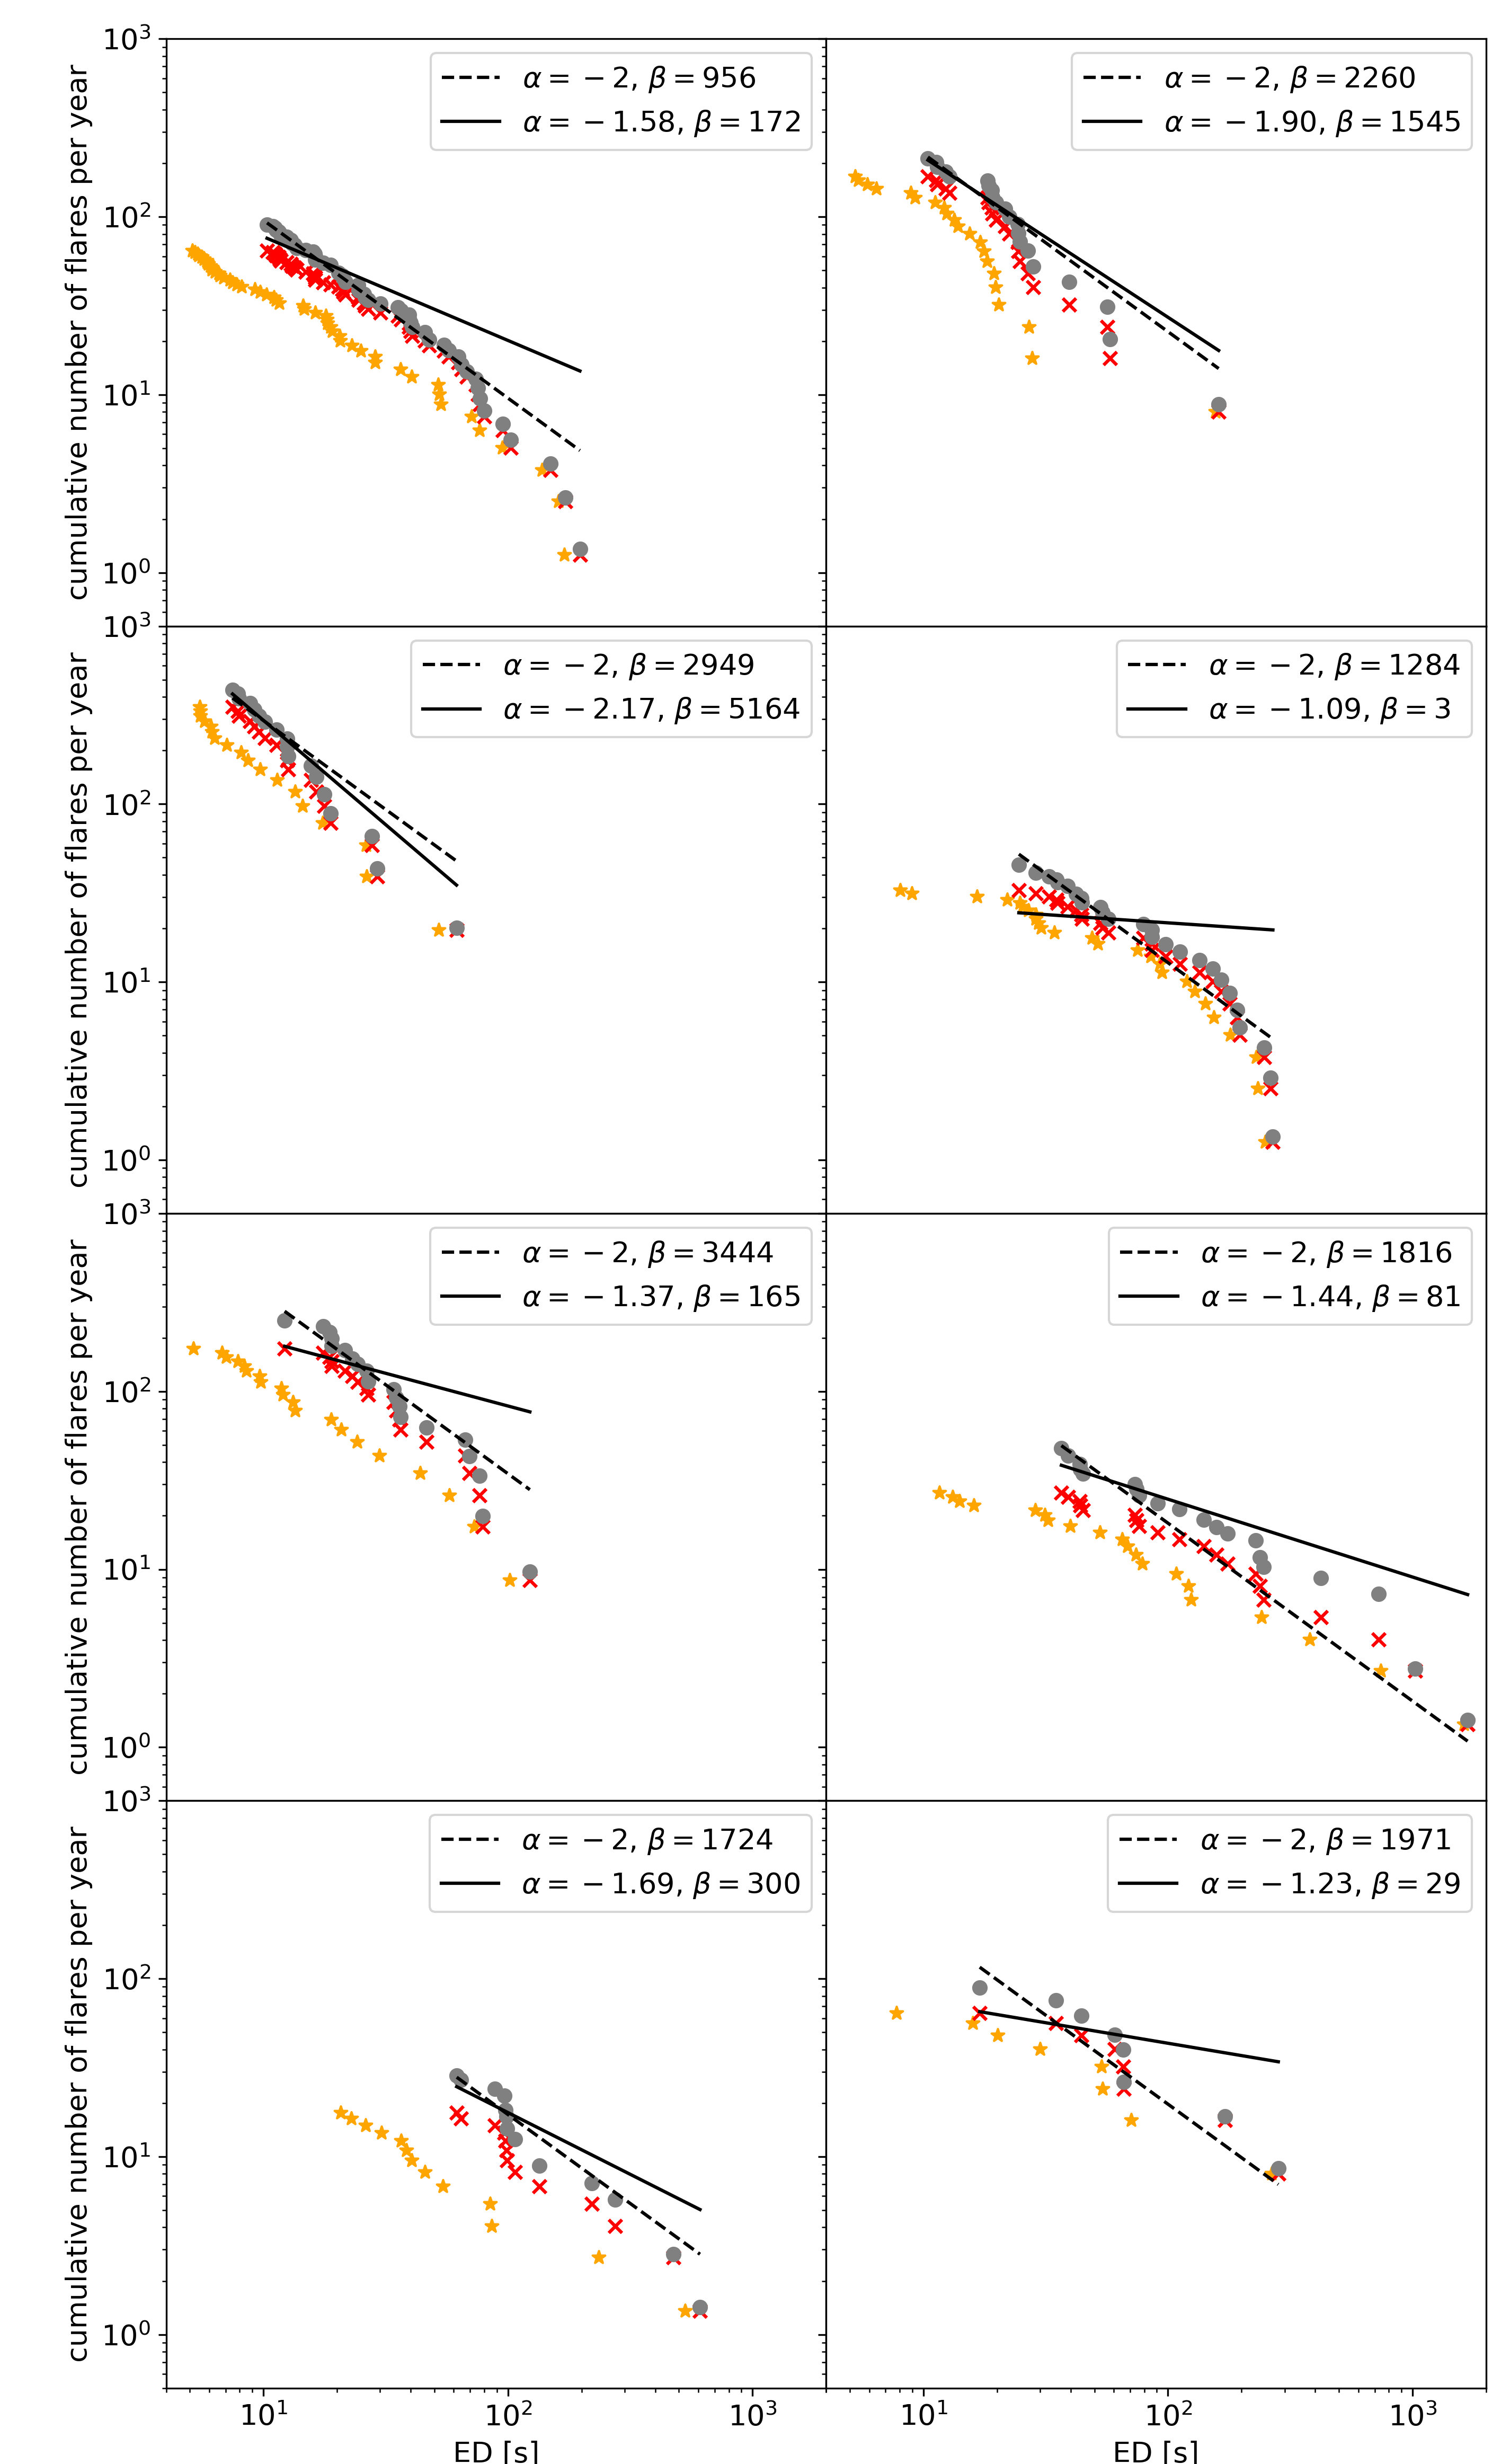 10³
α = −2, β = 956
α = −1.58, β = 172
α = −2, β = 2260
α = −1.90, β = 1545
10²
10¹
10⁰
cumulative number of flares per year
10³
α = −2, β = 2949
α = −2.17, β = 5164
α = −2, β = 1284
α = −1.09, β = 3
10²
10¹
10⁰
cumulative number of flares per year
10³
α = −2, β = 3444
α = −1.37, β = 165
α = −2, β = 1816
α = −1.44, β = 81
10²
10¹
10⁰
cumulative number of flares per year
10³
α = −2, β = 1724
α = −1.69, β = 300
α = −2, β = 1971
α = −1.23, β = 29
10²
10¹
10⁰
cumulative number of flares per year
10¹ 10² 10³ 10¹ 10² 10³
ED [s] ED [s]